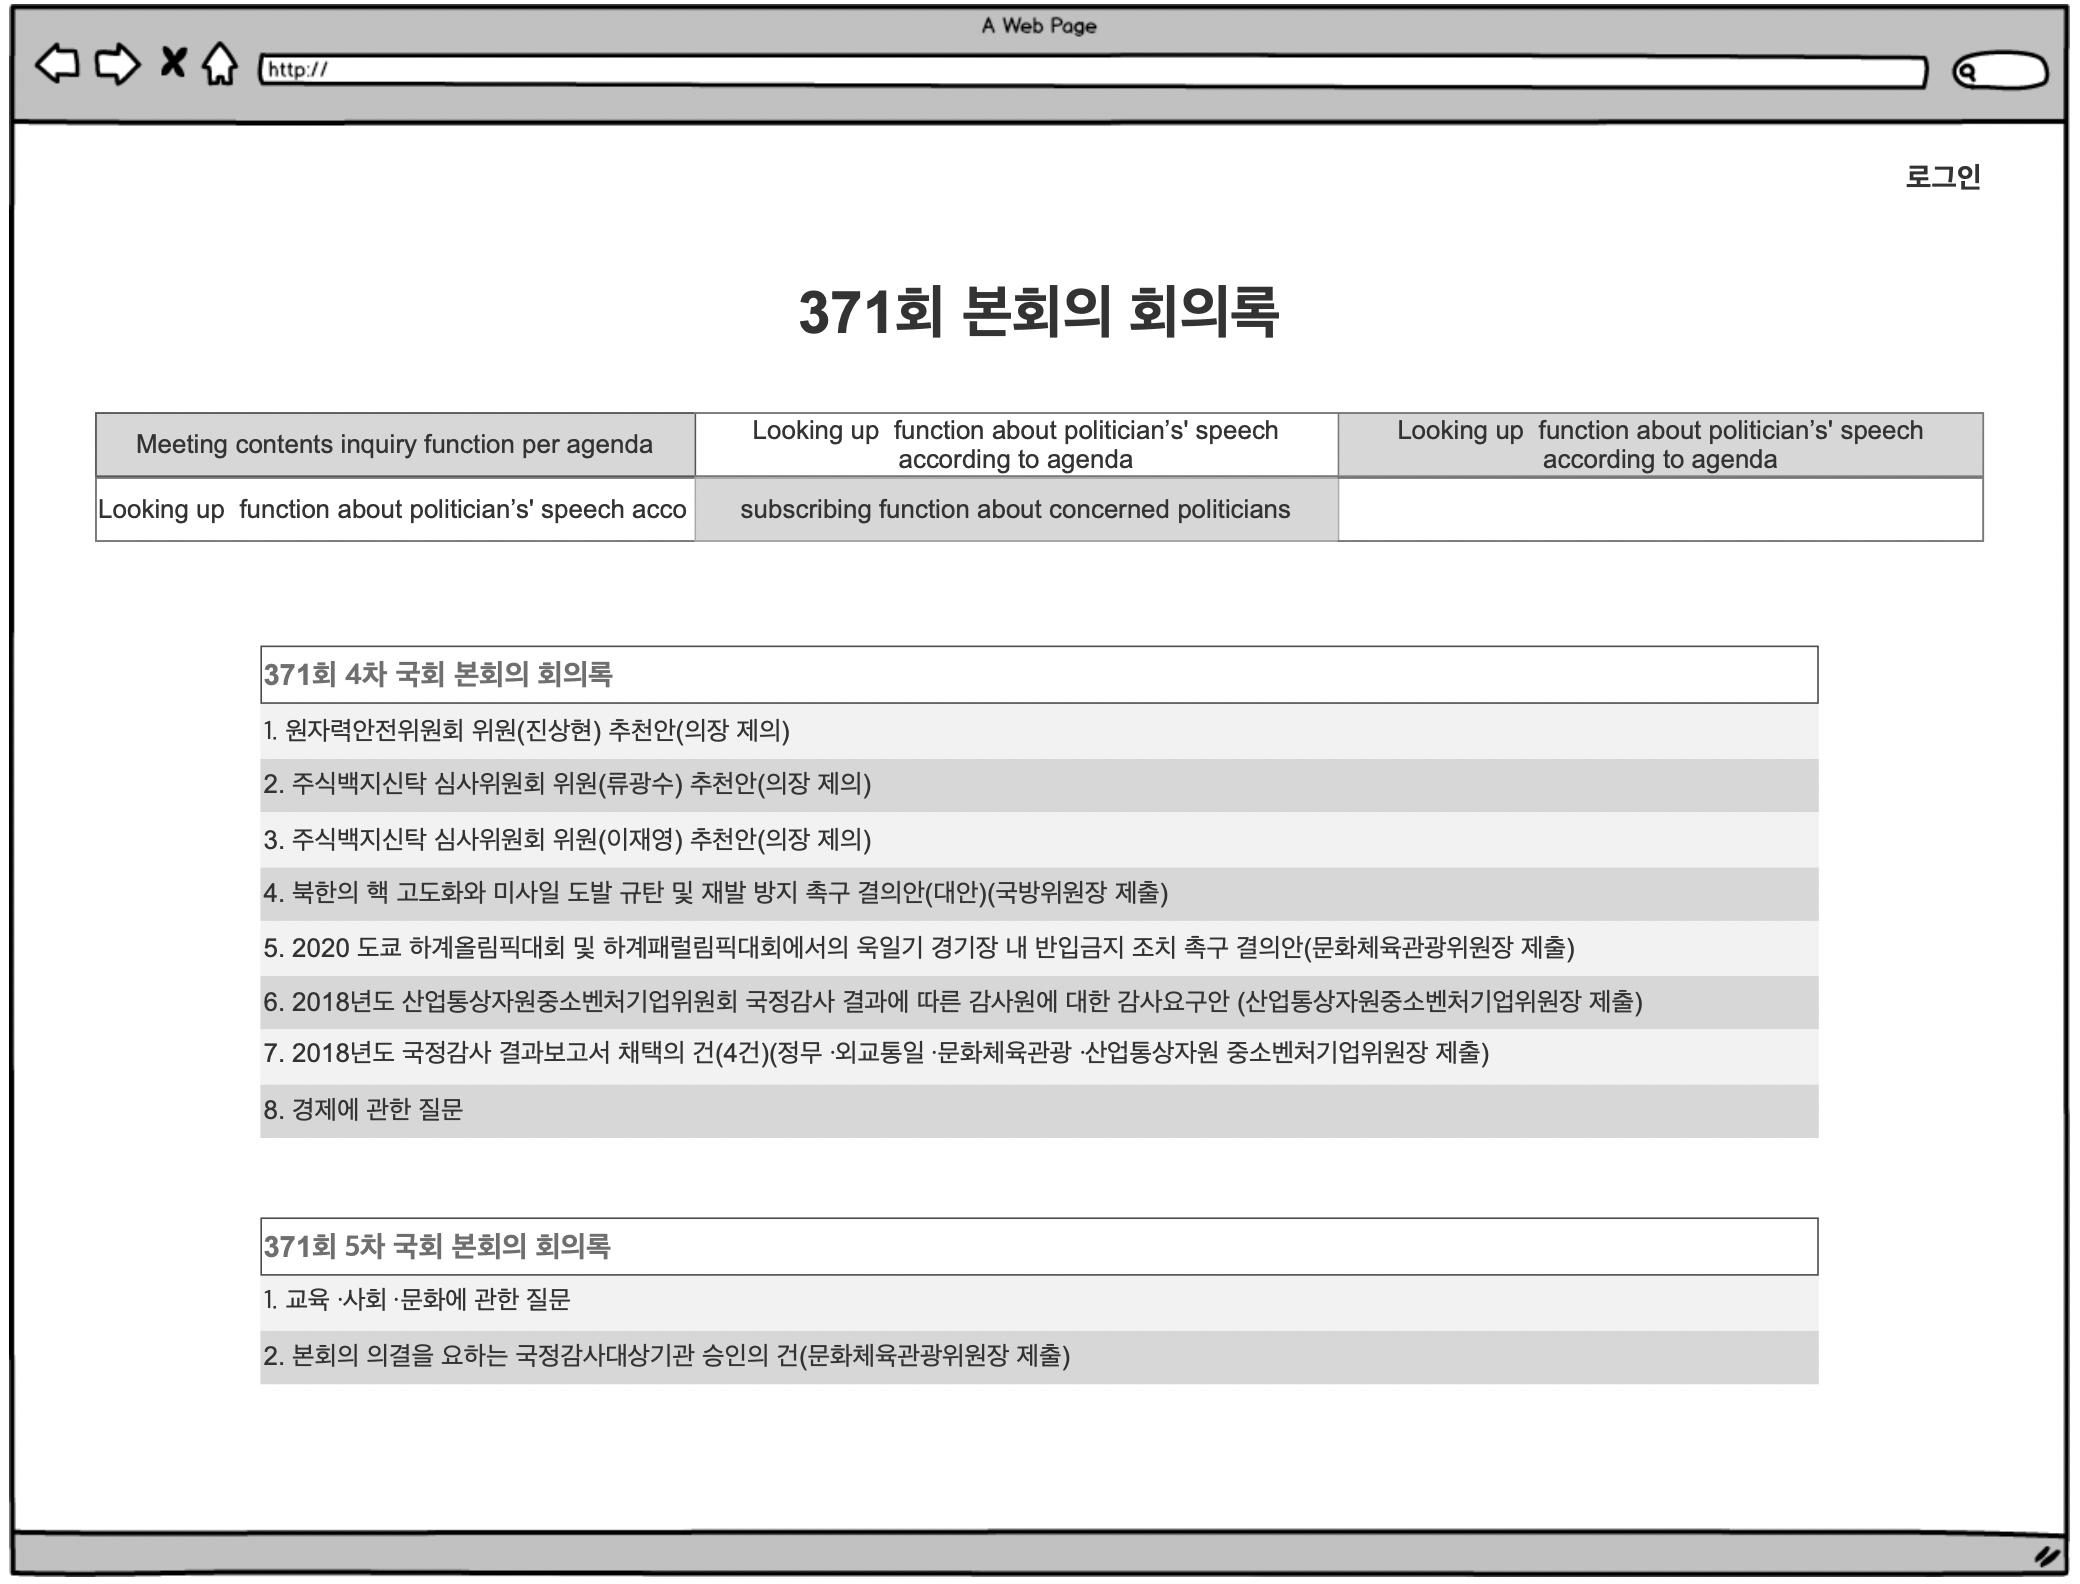 A Web Page
http://
로그인
371회 본회의 회의록
Meeting contents inquiry function per agenda
Looking up  function about politician’s' speech
according to agenda
Looking up  function about politician’s' speech
according to agenda
Looking up  function about politician’s' speech acco
subscribing function about concerned politicians
371회 4차 국회 본회의 회의록
1. 원자력안전위원회 위원(진상현) 추천안(의장 제의)
2. 주식백지신탁 심사위원회 위원(류광수) 추천안(의장 제의)
3. 주식백지신탁 심사위원회 위원(이재영) 추천안(의장 제의)
4. 북한의 핵 고도화와 미사일 도발 규탄 및 재발 방지 촉구 결의안(대안)(국방위원장 제출)
5. 2020 도쿄 하계올림픽대회 및 하계패럴림픽대회에서의 욱일기 경기장 내 반입금지 조치 촉구 결의안(문화체육관광위원장 제출)
6. 2018년도 산업통상자원중소벤처기업위원회 국정감사 결과에 따른 감사원에 대한 감사요구안 (산업통상자원중소벤처기업위원장 제출)
7. 2018년도 국정감사 결과보고서 채택의 건(4건)(정무 ·외교통일 ·문화체육관광 ·산업통상자원 중소벤처기업위원장 제출)
8. 경제에 관한 질문
371회 5차 국회 본회의 회의록
1. 교육 ·사회 ·문화에 관한 질문
2. 본회의 의결을 요하는 국정감사대상기관 승인의 건(문화체육관광위원장 제출)